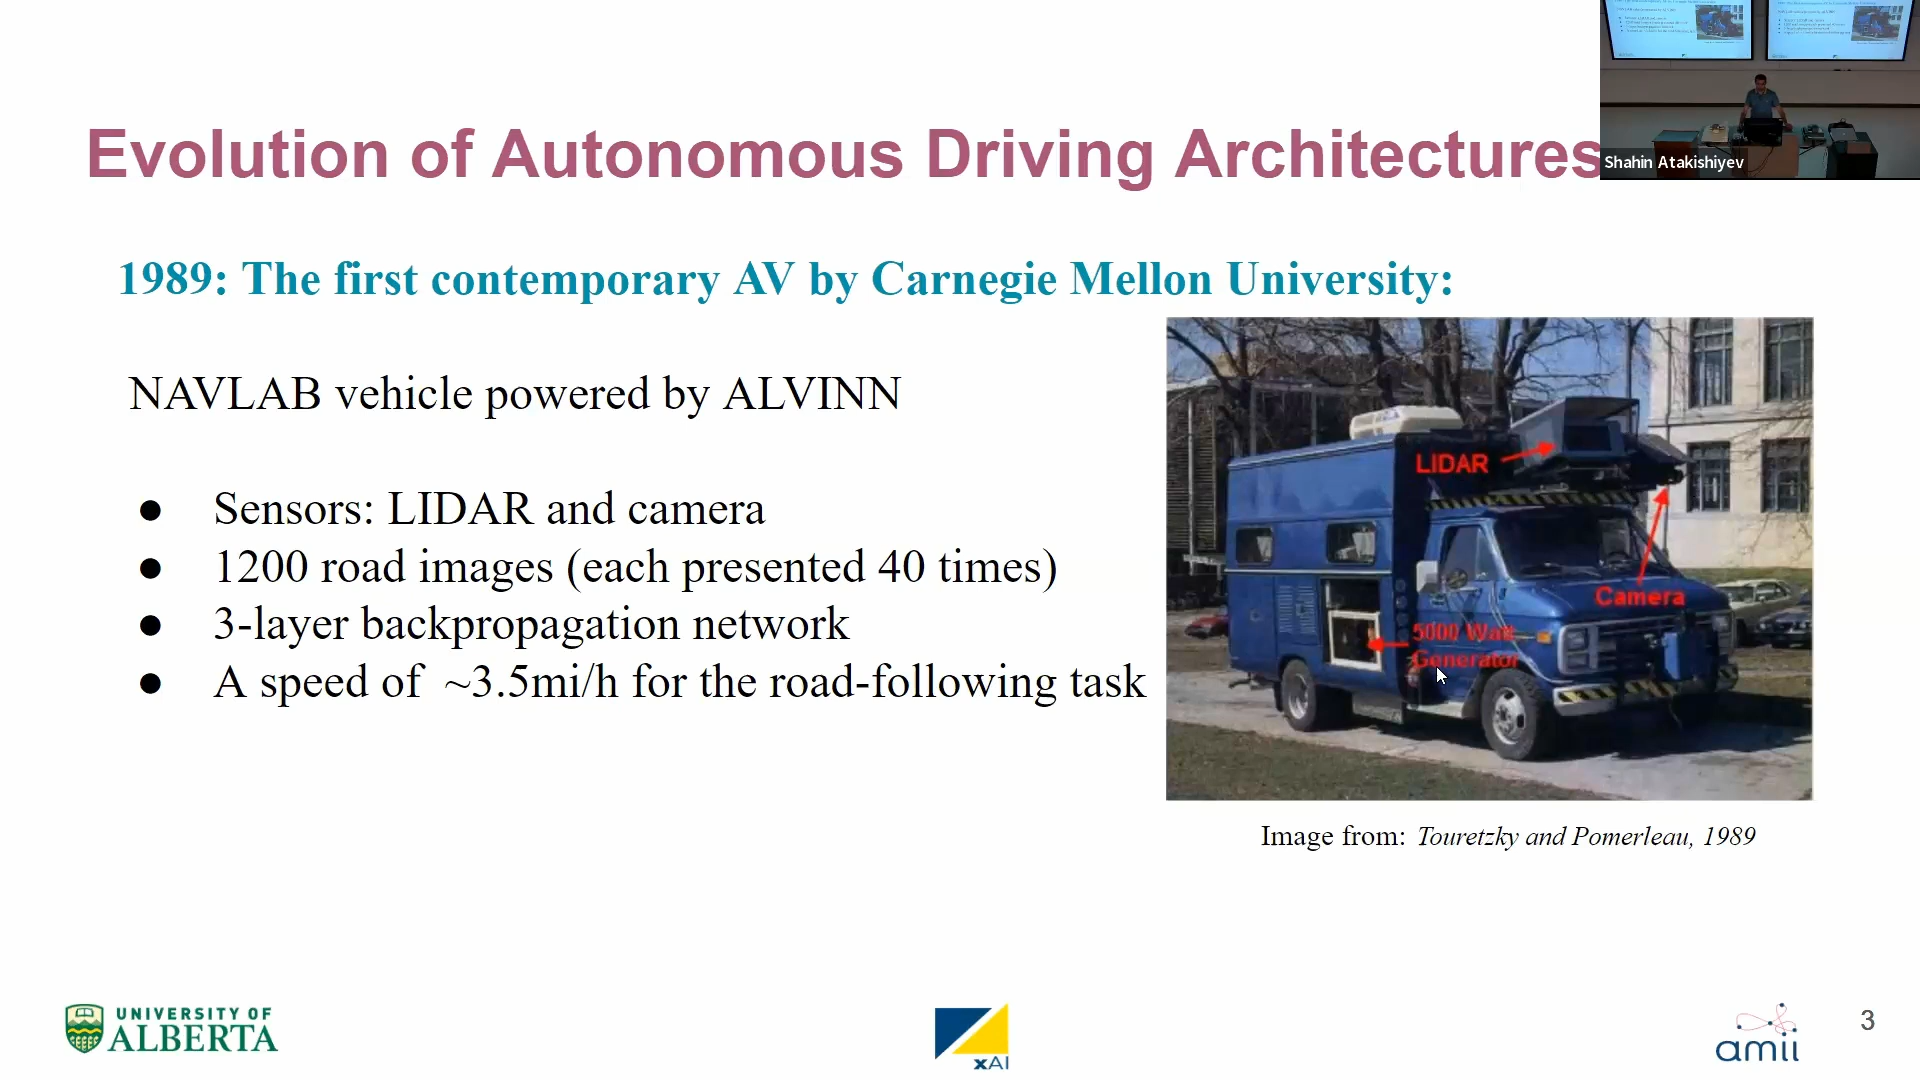 Evolution of Autonomous Driving Architectures
Shahin Atakishiyev
1989: The first contemporary AV by Carnegie Mellon University:
NAVLAB vehicle powered by ALVINN
● Sensors: LIDAR and camera
● 1200 road images (each presented 40 times)
● 3-layer backpropagation network
● A speed of ~3.5mi/h for the road-following task
LIDAR
Camera
5000 Watt
Generator
Image from: Touretzky and Pomerleau, 1989
UNIVERSITY OF
ALBERTA
xAI
amii
3